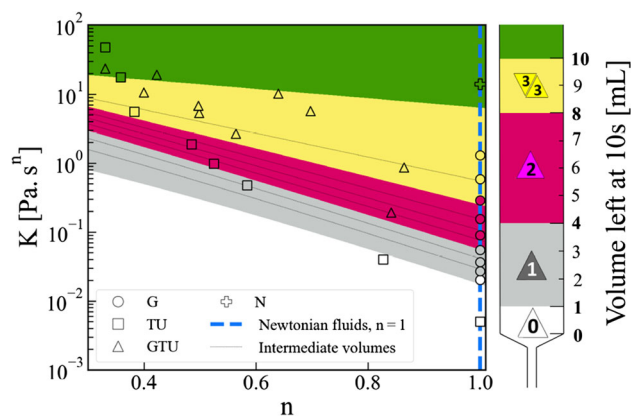 10²
10¹
10⁰
10⁻¹
10⁻²
10⁻³
K [Pa.sⁿ]
0.4
0.6
0.8
1.0
n
G
TU
GTU
N
Newtonian fluids, n = 1
Intermediate volumes
10
9
8
7
6
5
4
3
2
1
0
Volume left at 10s [mL]
3
3
2
1
0